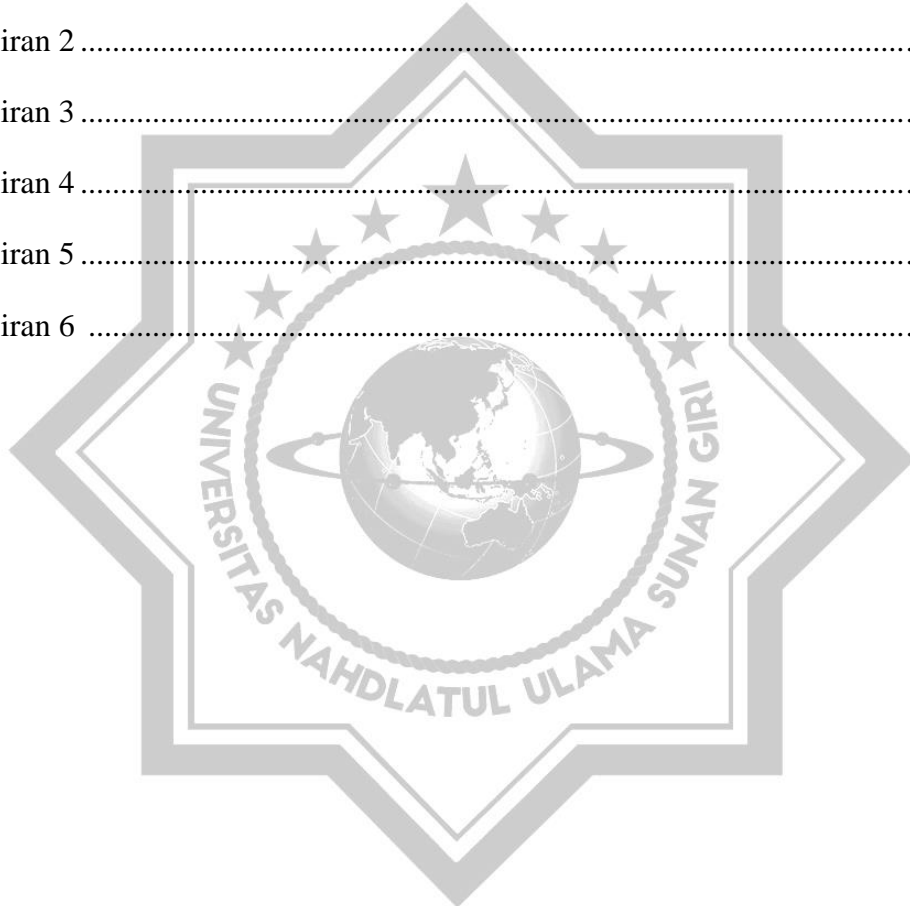 iran 2 ........................................................................................................
iran 3 ........................................................................................................
iran 4 ........................................................................................................
iran 5 ........................................................................................................
iran 6 .......................................................................................................
UNIVERSITAS NAHDLATUL ULAMA SUNAN GIRI